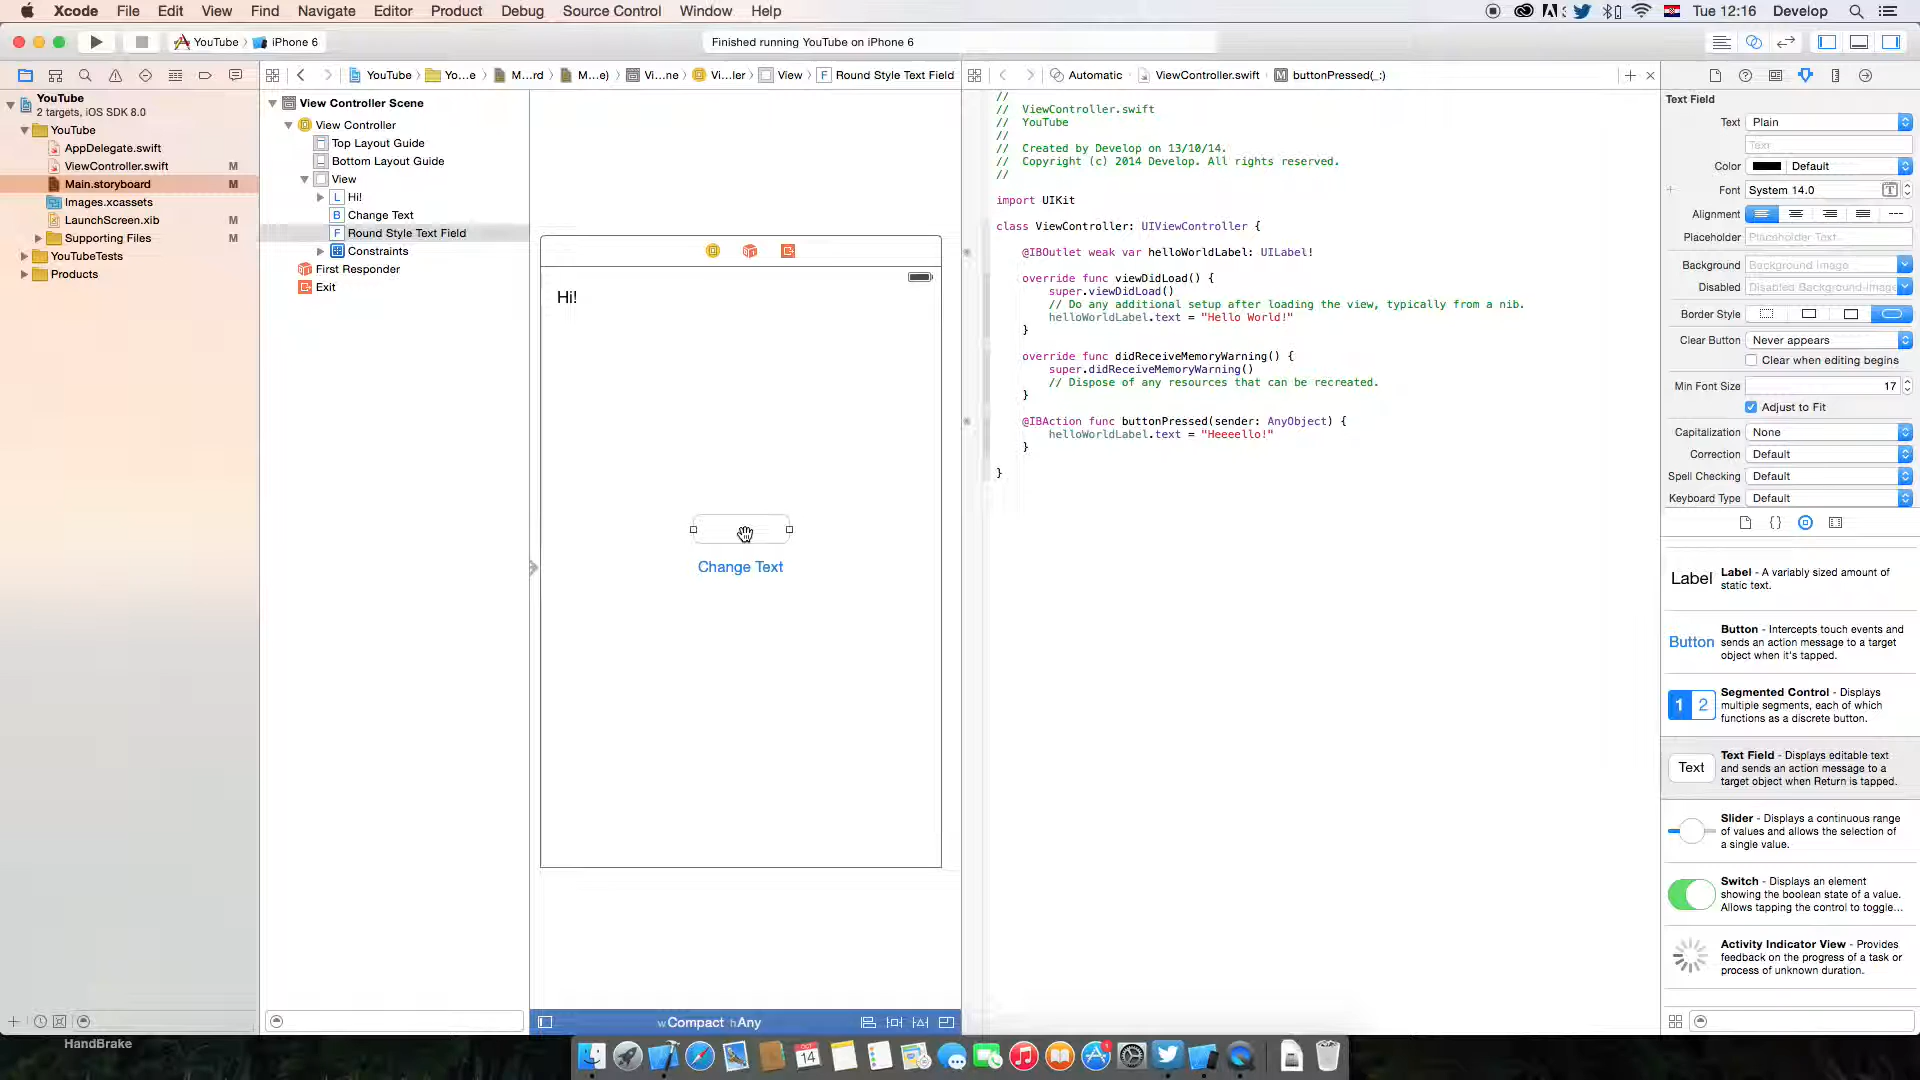 Xcode File Edit View Find Navigate Editor Product Debug Source Control Window Help
Tue 12:16 Develop
YouTube iPhone 6
Finished running YouTube on iPhone 6
YouTube Yo...e M...rd M...e) Vi...ne Vi...ler View F Round Style Text Field
Automatic ViewController.swift M buttonPressed(_:)
YouTube
2 targets, iOS SDK 8.0
YouTube
AppDelegate.swift
ViewController.swift M
Main.storyboard M
Images.xcassets
LaunchScreen.xib
Supporting Files M
YouTubeTests
Products
View Controller Scene
View Controller
Top Layout Guide
Bottom Layout Guide
View
L Hi!
B Change Text
F Round Style Text Field
Constraints
First Responder
Exit
Hi!
Change Text
wCompact hAny
//
// ViewController.swift
// YouTube
//
// Created by Develop on 13/10/14.
// Copyright (c) 2014 Develop. All rights reserved.
//
import UIKit
class ViewController: UIViewController {
@IBOutlet weak var helloWorldLabel: UILabel!
override func viewDidLoad() {
super.viewDidLoad()
// Do any additional setup after loading the view, typically from a nib.
helloWorldLabel.text = "Hello World!"
}
override func didReceiveMemoryWarning() {
super.didReceiveMemoryWarning()
// Dispose of any resources that can be recreated.
}
@IBAction func buttonPressed(sender: AnyObject) {
helloWorldLabel.text = "Heeeello!"
}
}
Text Field
Text Plain
Text
Color Default
Font System 14.0 T
Alignment
Placeholder Placeholder Text
Background Background Image
Disabled Disabled Background Image
Border Style
Clear Button Never appears
Clear when editing begins
Min Font Size 17
Adjust to Fit
Capitalization None
Correction Default
Spell Checking Default
Keyboard Type Default
Label Label - A variably sized amount of
static text.
Button Button - Intercepts touch events and
sends an action message to a target
object when it's tapped.
1 2 Segmented Control - Displays
multiple segments, each of which
functions as a discrete button.
Text Text Field - Displays editable text
and sends an action message to a
target object when Return is tapped.
Slider - Displays a continuous range
of values and allows the selection of
a single value.
Switch - Displays an element
showing the boolean state of a value.
Allows tapping the control to toggle...
Activity Indicator View - Provides
feedback on the progress of a task or
process of unknown duration.
HandBrake
OCT
14
1